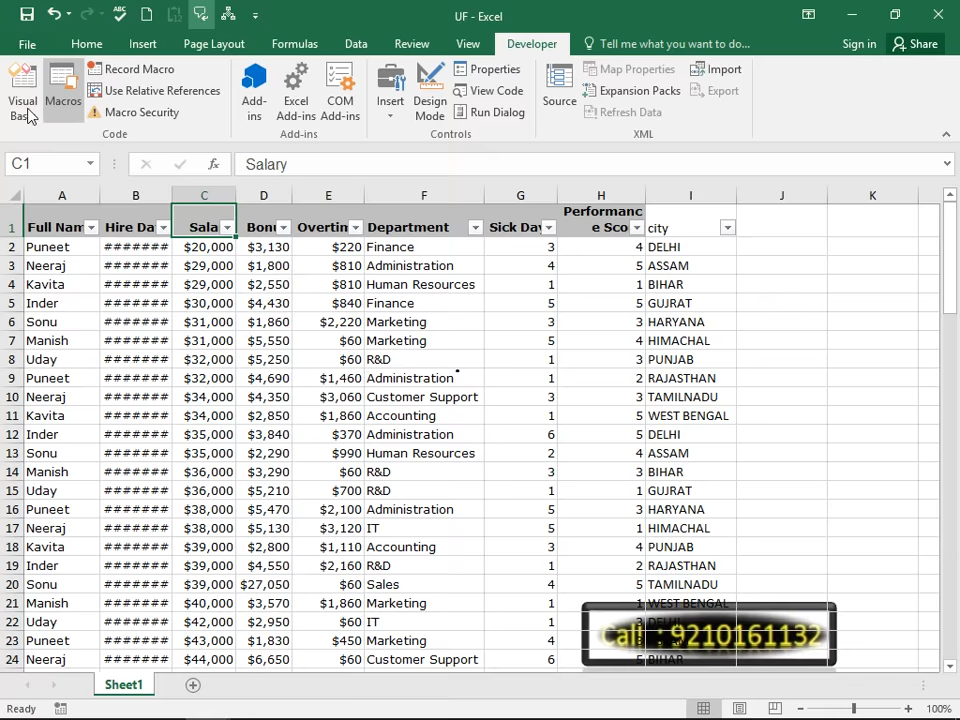 UF - Excel
File Home Insert Page Layout Formulas Data Review View Developer Tell me what you want to do... Sign in Share
Visual Basic
Macros
Record Macro
Use Relative References
Macro Security
Code
Add-ins
Excel Add-ins
COM Add-ins
Add-ins
Insert
Design Mode
Properties
View Code
Run Dialog
Controls
Source
Map Properties
Expansion Packs
Refresh Data
Import
Export
XML
C1 fx Salary
A B C D E F G H I J K
1 Full Nam Hire Da Sala Bonu Overtin Department Sick Day Performanc e Sco city
2 Puneet ####### $20,000 $3,130 $220 Finance 3 4 DELHI
3 Neeraj ####### $29,000 $1,800 $810 Administration 4 5 ASSAM
4 Kavita ####### $29,000 $2,550 $810 Human Resources 1 1 BIHAR
5 Inder ####### $30,000 $4,430 $840 Finance 5 5 GUJRAT
6 Sonu ####### $31,000 $1,860 $2,220 Marketing 3 3 HARYANA
7 Manish ####### $31,000 $5,550 $60 Marketing 5 4 HIMACHAL
8 Uday ####### $32,000 $5,250 $60 R&D 1 3 PUNJAB
9 Puneet ####### $32,000 $4,690 $1,460 Administration 1 2 RAJASTHAN
10 Neeraj ####### $34,000 $4,350 $3,060 Customer Support 3 3 TAMILNADU
11 Kavita ####### $34,000 $2,850 $1,860 Accounting 1 5 WEST BENGAL
12 Inder ####### $35,000 $3,840 $370 Administration 6 5 DELHI
13 Sonu ####### $35,000 $2,290 $990 Human Resources 2 4 ASSAM
14 Manish ####### $36,000 $3,290 $60 R&D 3 3 BIHAR
15 Uday ####### $36,000 $5,210 $700 R&D 1 1 GUJRAT
16 Puneet ####### $38,000 $5,470 $2,100 Administration 5 3 HARYANA
17 Neeraj ####### $38,000 $5,130 $3,120 IT 5 1 HIMACHAL
18 Kavita ####### $39,000 $2,800 $1,110 Accounting 3 4 PUNJAB
19 Inder ####### $39,000 $4,550 $2,160 R&D 1 2 RAJASTHAN
20 Sonu ####### $39,000 $27,050 $60 Sales 4 5 TAMILNADU
21 Manish ####### $40,000 $3,570 $1,860 Marketing 1 1 WEST BENGAL
22 Uday ####### $42,000 $2,950 $60 IT 1 3 DELHI
23 Puneet ####### $43,000 $1,830 $450 Marketing 4
24 Neeraj ####### $44,000 $6,650 $60 Customer Support 6 5 BIHAR
Call : 9210161132
Sheet1
Ready 100%